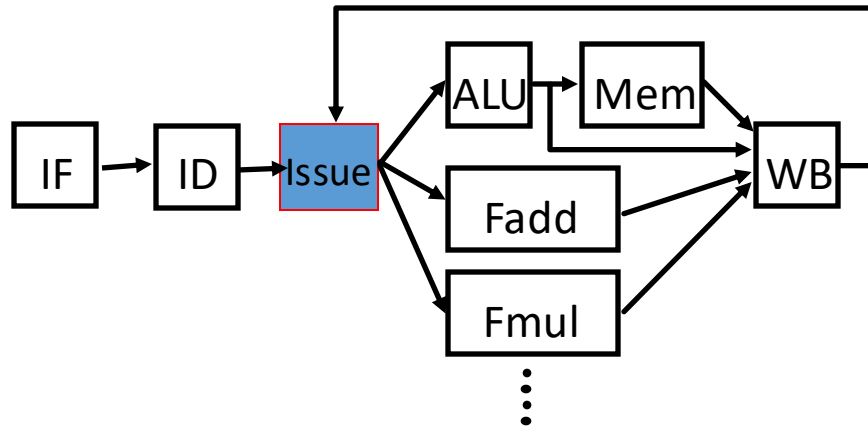 IF
ID
Issue
ALU
Mem
Fadd
Fmul
WB